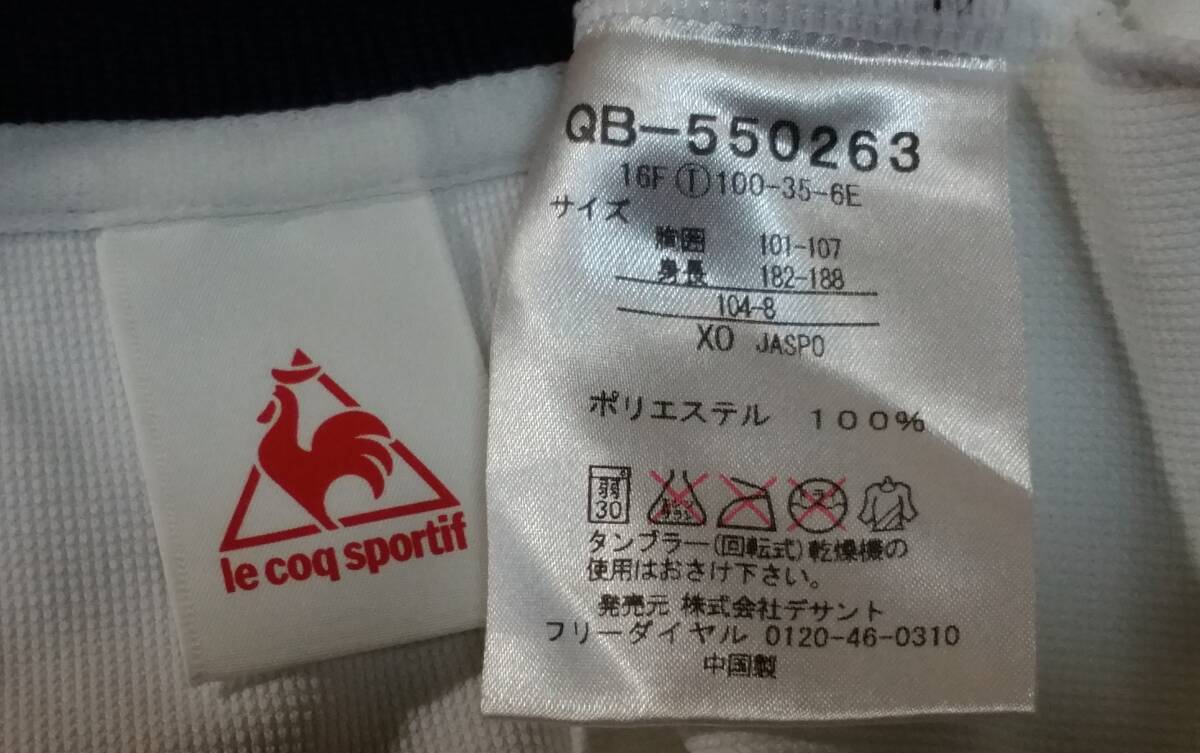 le coq sportif
QB-550263
16F Ⓣ100-35-6E
サイズ
胸囲 101-107
身長 182-188
104-8
XO JASPO
ポリエステル 100%
弱
30
ドライ
タンブラー(回転式)乾燥機の
使用はおさけ下さい。
発売元 株式会社デサント
フリーダイヤル 0120-46-0310
中国製